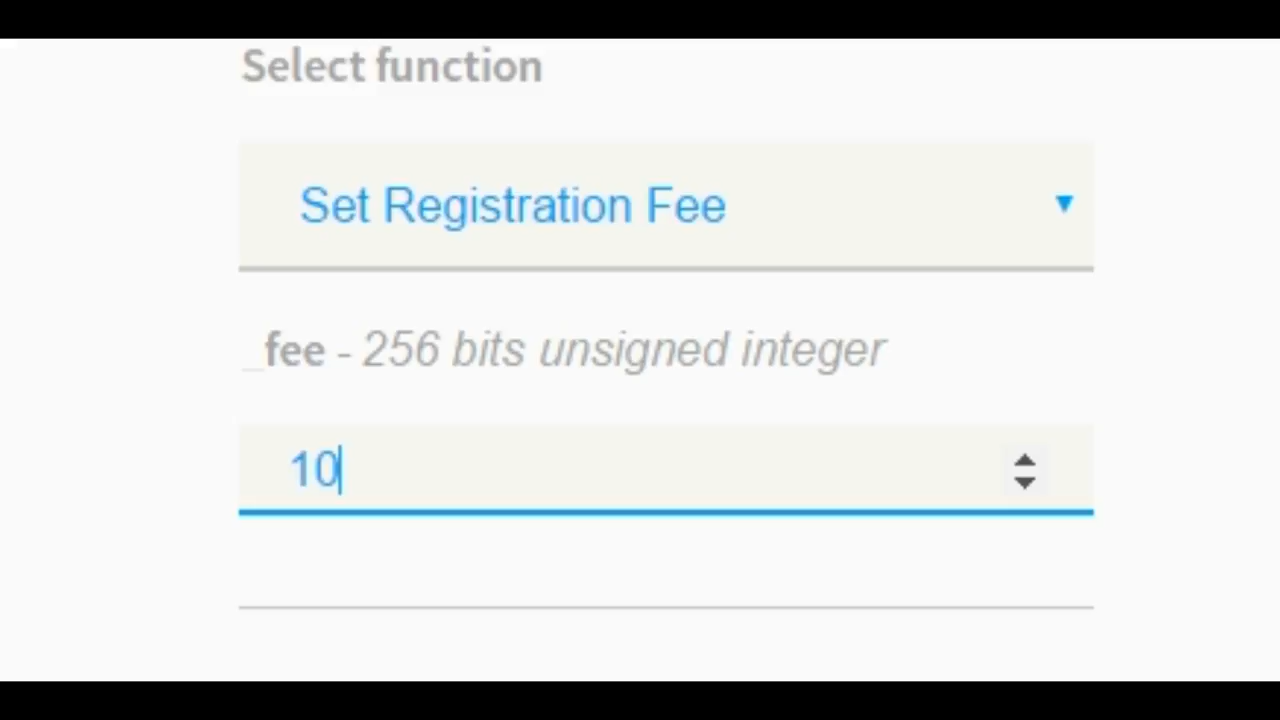 Select function
Set Registration Fee
_fee - 256 bits unsigned integer
10